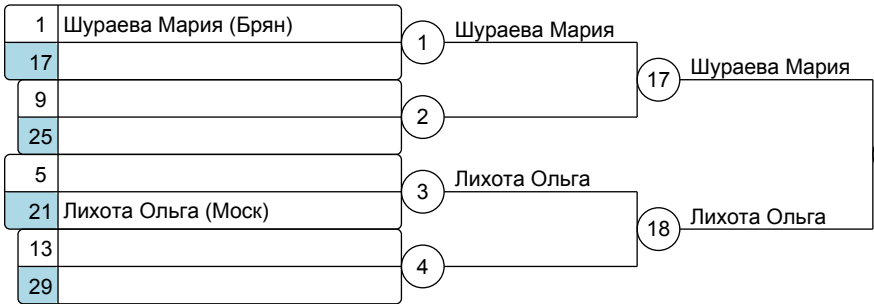 1 Шураева Мария (Брян)
17
1 Шураева Мария
9
25
2
17 Шураева Мария
5
21 Лихота Ольга (Моск)
3 Лихота Ольга
13
29
4
18 Лихота Ольга